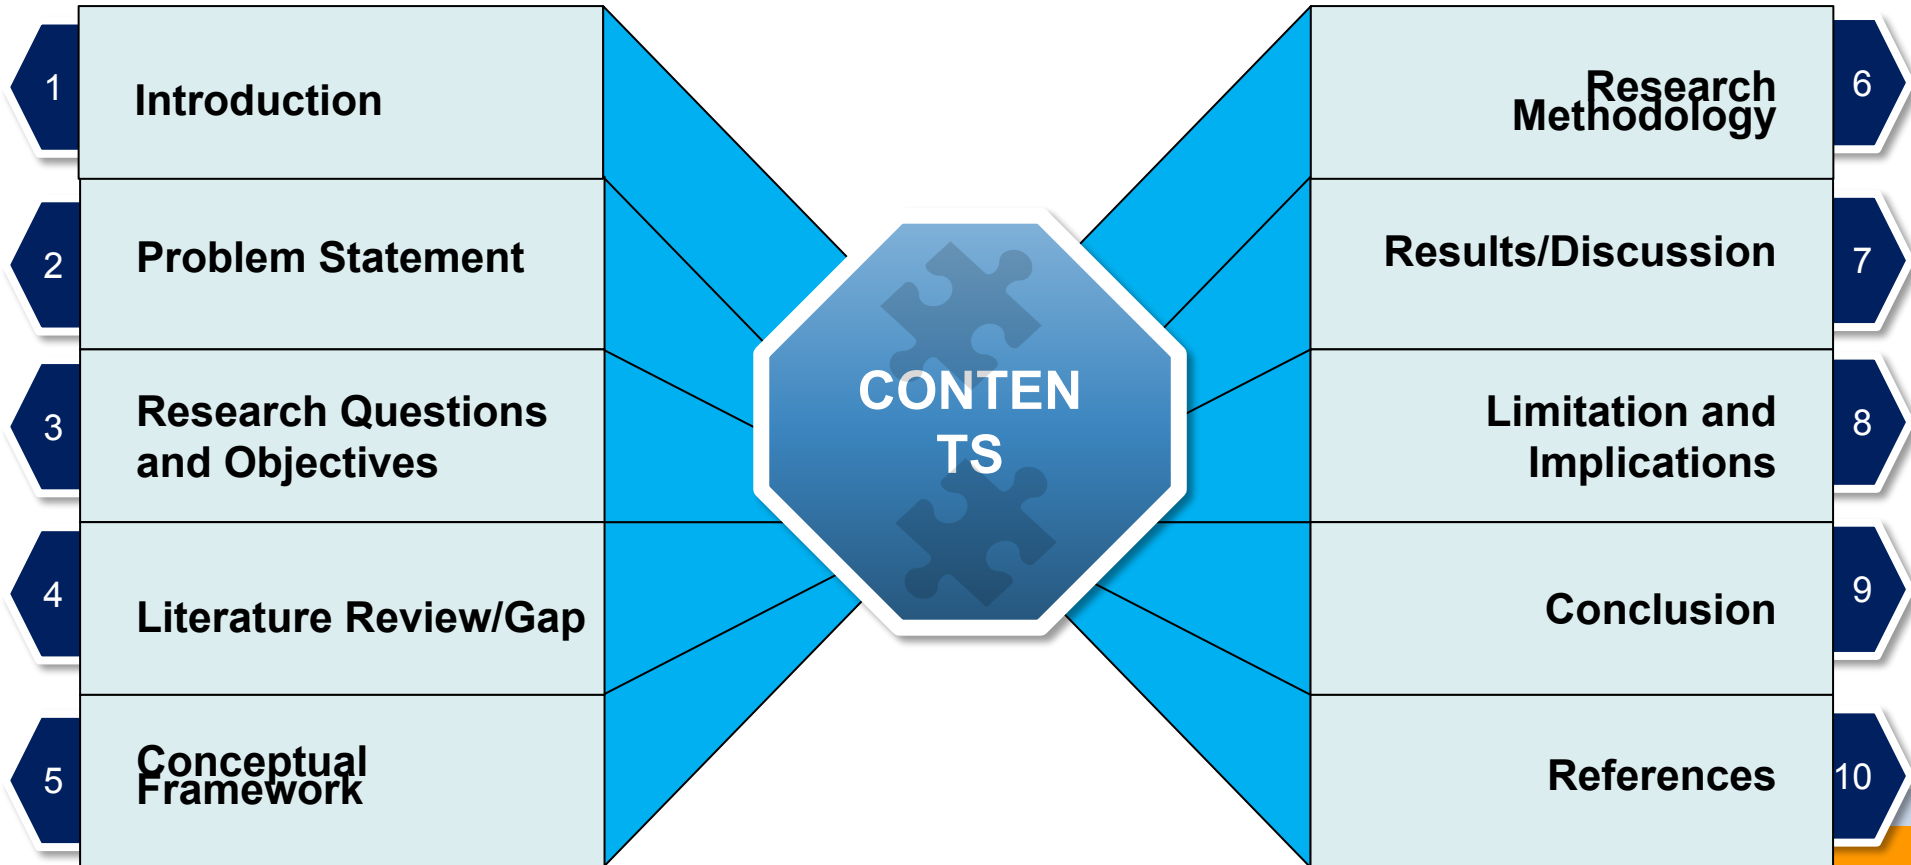 1
Introduction
2
Problem Statement
3
Research Questions
and Objectives
4
Literature Review/Gap
5
Conceptual
Framework
CONTEN
TS
Research
Methodology
6
Results/Discussion
7
Limitation and
Implications
8
Conclusion
9
References
10